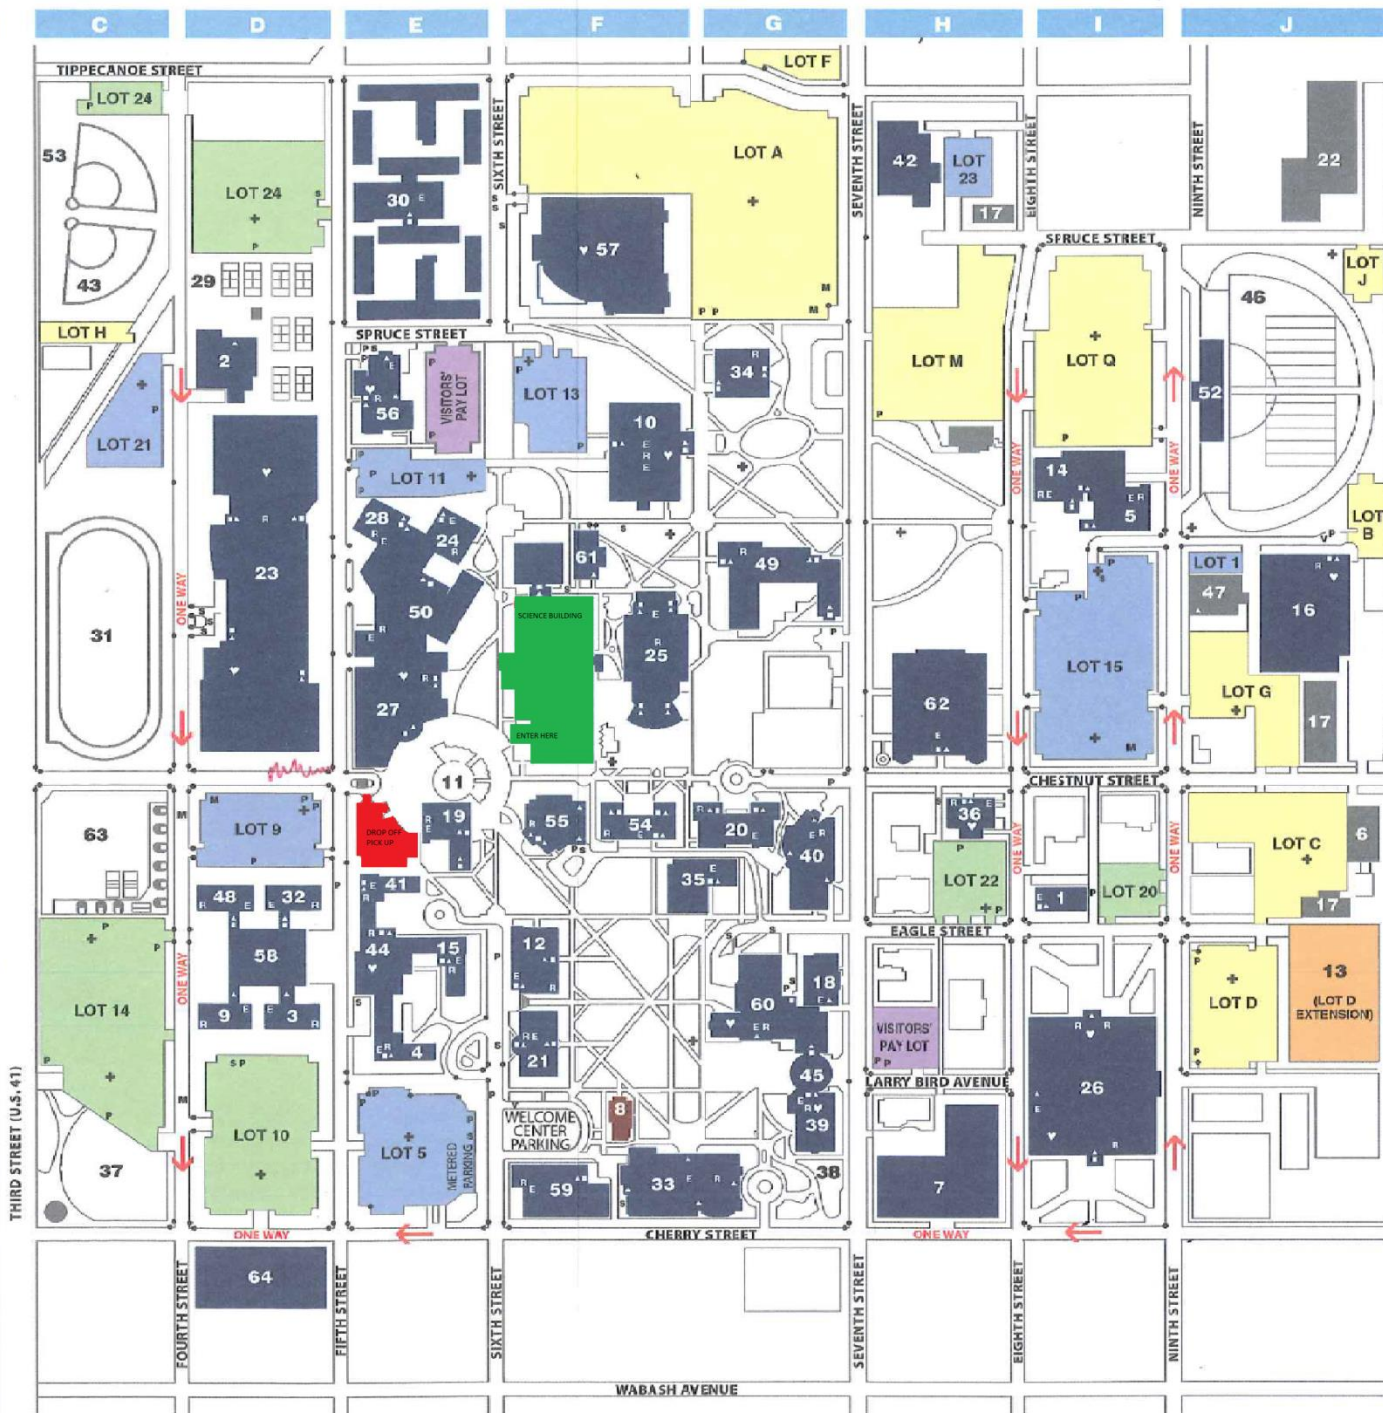 C D E F G H I J
TIPPECANOE STREET
LOT F
LOT 24
LOT A
SIXTH STREET
SEVENTH STREET
EIGHTH STREET
NINTH STREET
53
42
LOT
23
22
LOT 24
30
17
57
SPRUCE STREET
43
29
46
LOT
J
LOT H
SPRUCE STREET
2
34
LOT M
LOT Q
52
VISITORS'
PAY LOT
LOT 13
56
10
LOT 21
LOT 11
ONE WAY
ONE WAY
14
5
28
24
LOT
B
61
49
LOT 1
23
ONE WAY
50
47
16
SCIENCE BUILDING
31
25
LOT 15
LOT G
27
62
17
ENTER HERE
11
CHESTNUT STREET
63
LOT 9
DROP OFF
PICK UP
19
55
54
20
36
40
ONE WAY
ONE WAY
LOT C
6
35
LOT 22
LOT 20
48
32
41
1
17
EAGLE STREET
44
15
12
58
ONE WAY
LOT 14
60
18
LOT D
13
(LOT D
EXTENSION)
9
3
4
21
VISITORS'
PAY LOT
45
LARRY BIRD AVENUE
26
8
39
WELCOME
CENTER
PARKING
LOT 10
LOT 5
METERED
PARKING
THIRD STREET (U.S. 41)
37
59
33
38
7
ONE WAY
CHERRY STREET
ONE WAY
64
FOURTH STREET
FIFTH STREET
SIXTH STREET
SEVENTH STREET
EIGHTH STREET
NINTH STREET
WABASH AVENUE